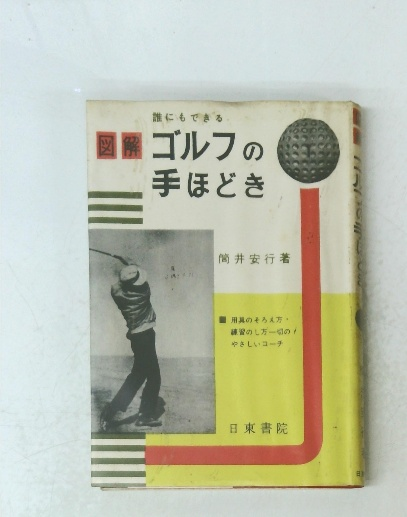 誰にもできる
図解 ゴルフの
手ほどき
筒井安行著
■ 用具のそろえ方・
練習のし方一切の
やさしいコーチ
日東書院